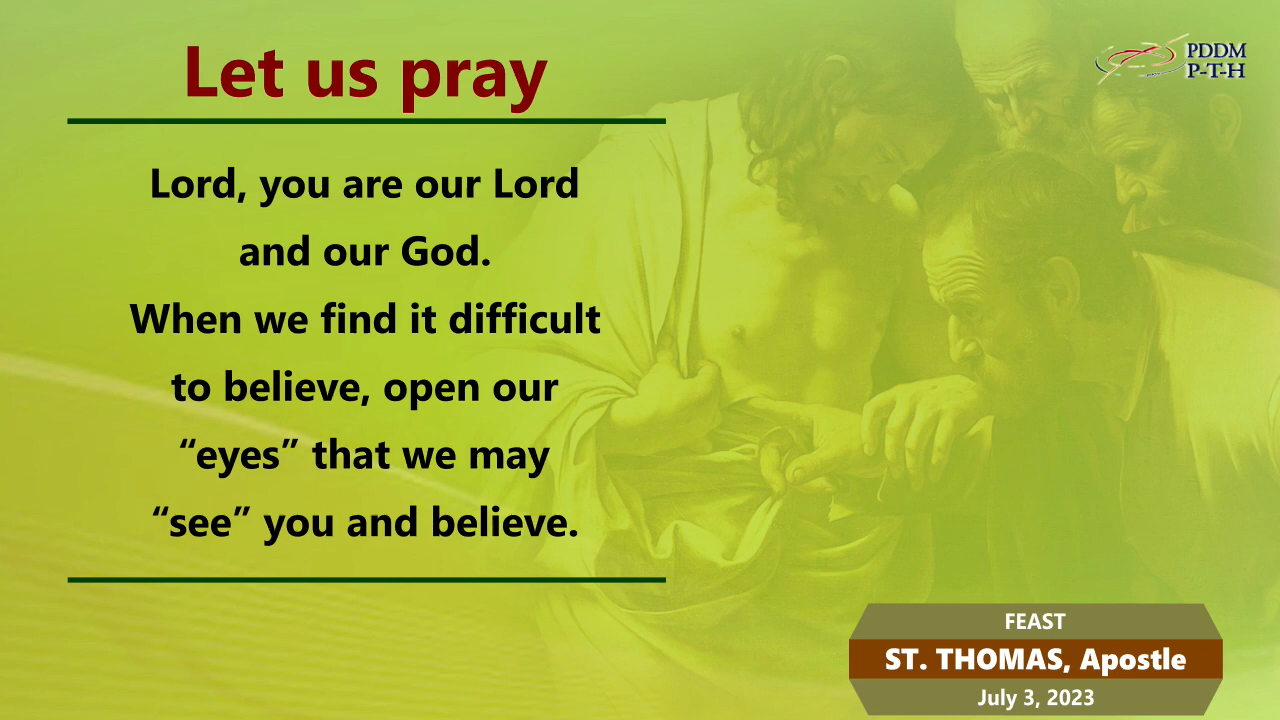 Let us pray
Lord, you are our Lord
and our God.
When we find it difficult
to believe, open our
“eyes” that we may
“see” you and believe.
PDDM
P-T-H
FEAST
ST. THOMAS, Apostle
July 3, 2023